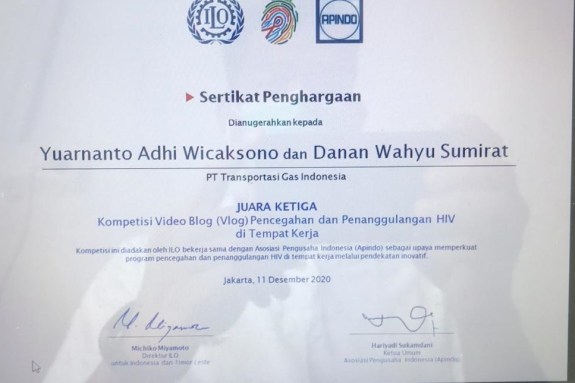 ILO
APINDO
Sertikat Penghargaan
Dianugerahkan kepada
Yuarnanto Adhi Wicaksono dan Danan Wahyu Sumirat
PT Transportasi Gas Indonesia
JUARA KETIGA
Kompetisi Video Blog (Vlog) Pencegahan dan Penanggulangan HIV
di Tempat Kerja
Kompetisi ini diadakan oleh ILO bekerja sama dengan Asosiasi Pengusaha Indonesia (Apindo) sebagai upaya memperkuat
program pencegahan dan penanggulangan HIV di tempat kerja melalui pendekatan inovatif.
Jakarta, 11 Desember 2020
Michiko Miyamoto
Direktur ILO
untuk Indonesia dan Timor Leste
Hariyadi Sukamdani
Ketua Umum
Asosiasi Pengusaha Indonesia (Apindo)